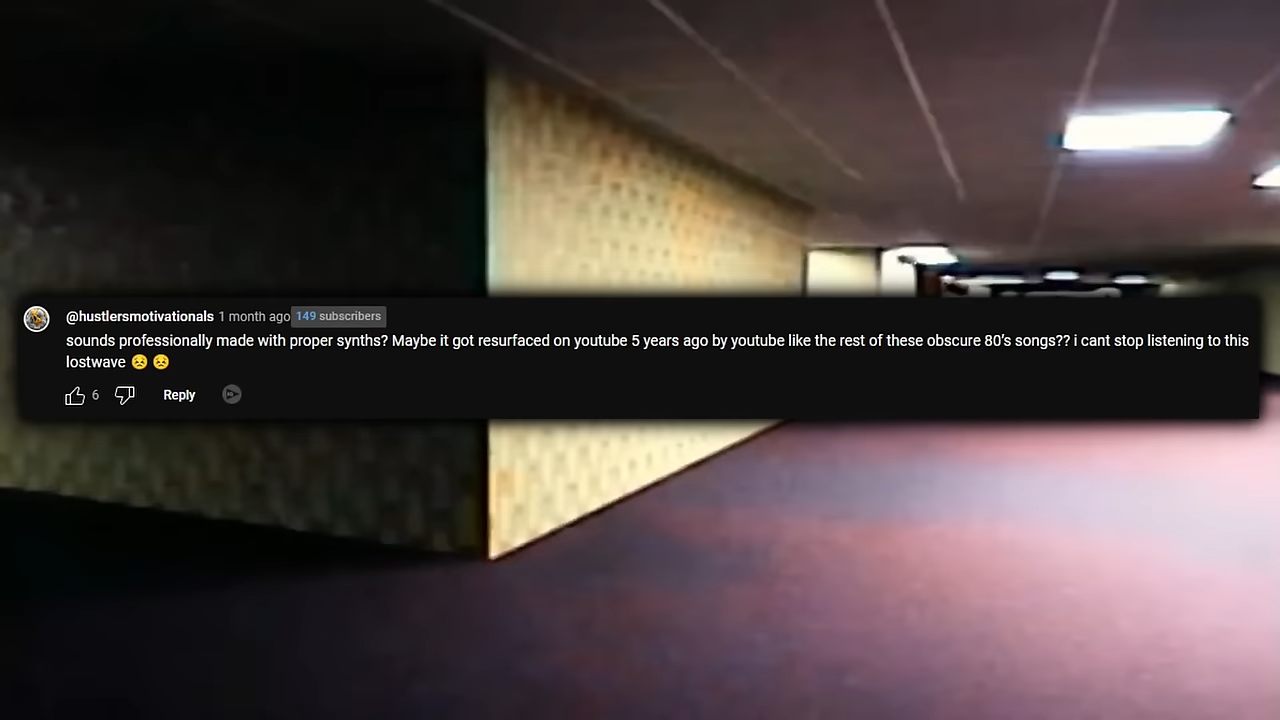 @hustlersmotivationals 1 month ago 149 subscribers
sounds professionally made with proper synths? Maybe it got resurfaced on youtube 5 years ago by youtube like the rest of these obscure 80's songs?? i cant stop listening to this
lostwave 😣 😣
6 Reply